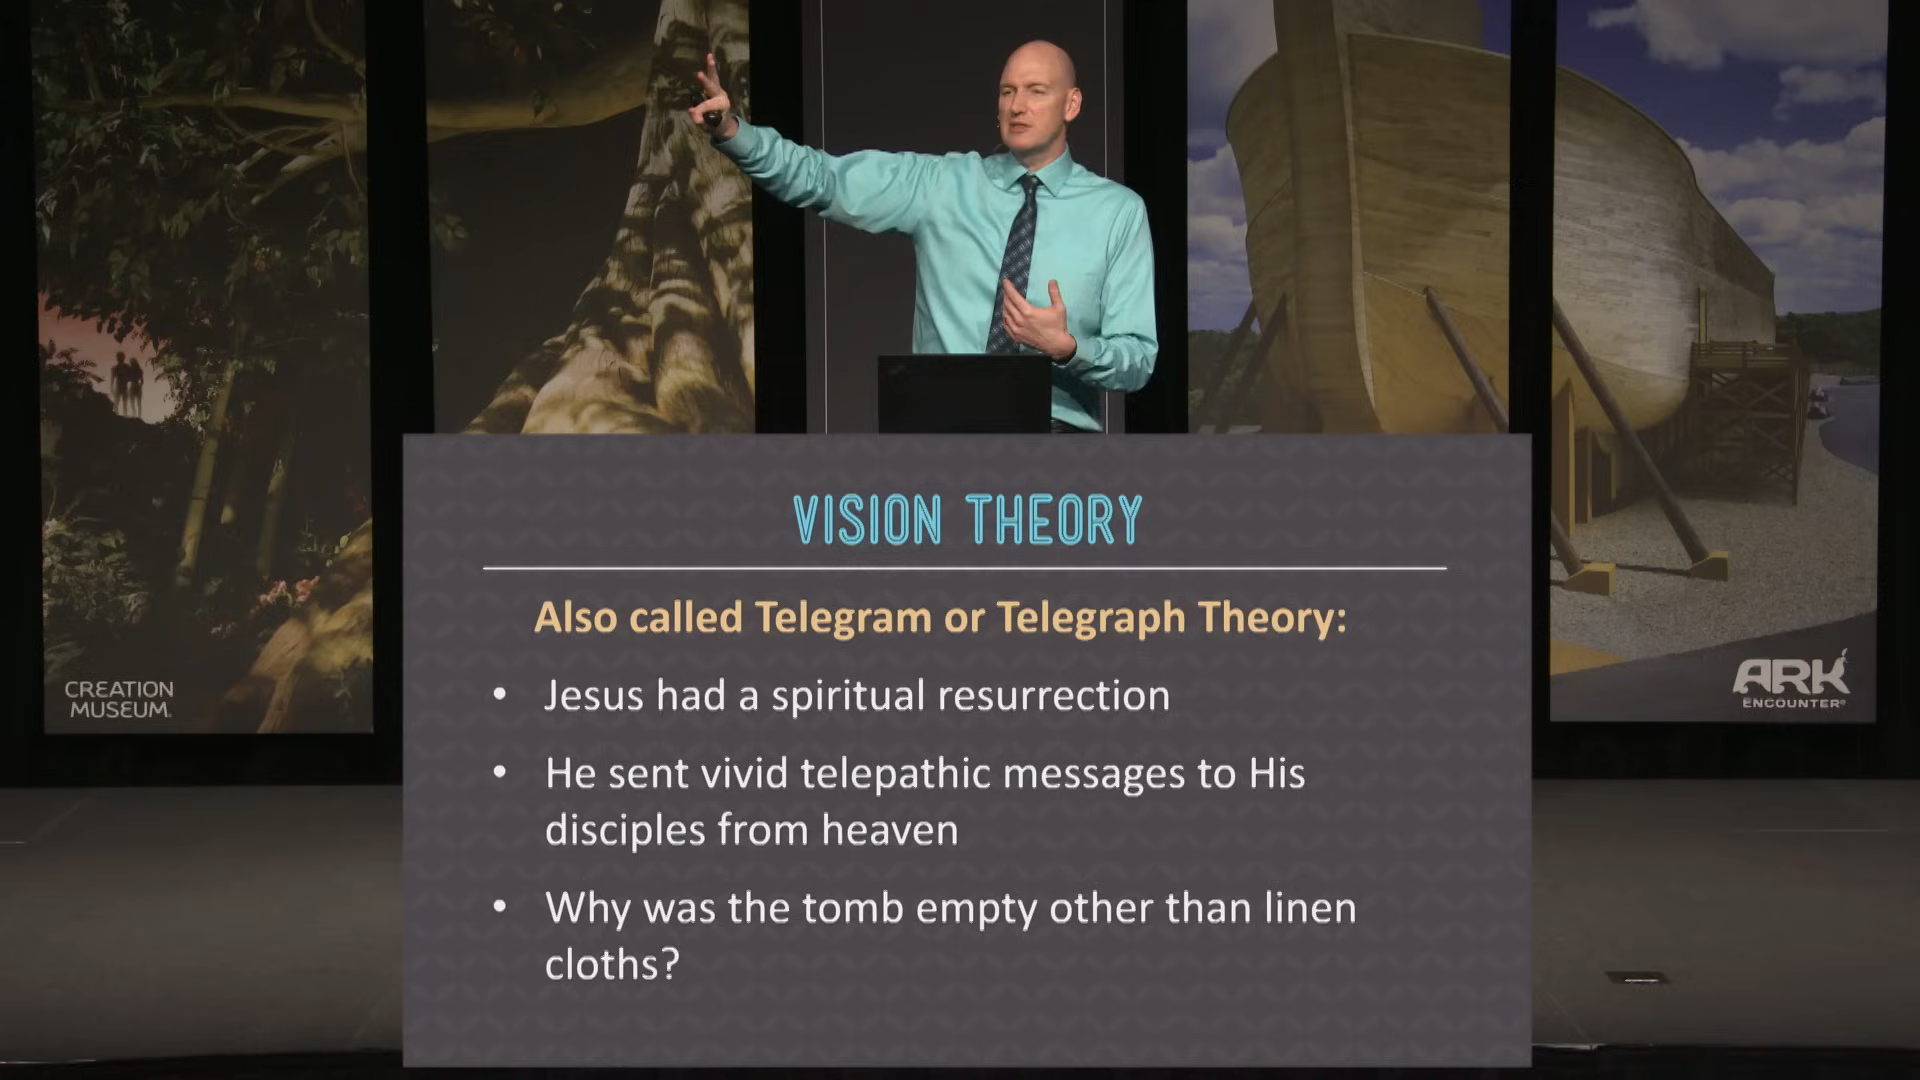 CREATION
MUSEUM.
ARK
ENCOUNTER
VISION THEORY
Also called Telegram or Telegraph Theory:
• Jesus had a spiritual resurrection
• He sent vivid telepathic messages to His
disciples from heaven
• Why was the tomb empty other than linen
cloths?